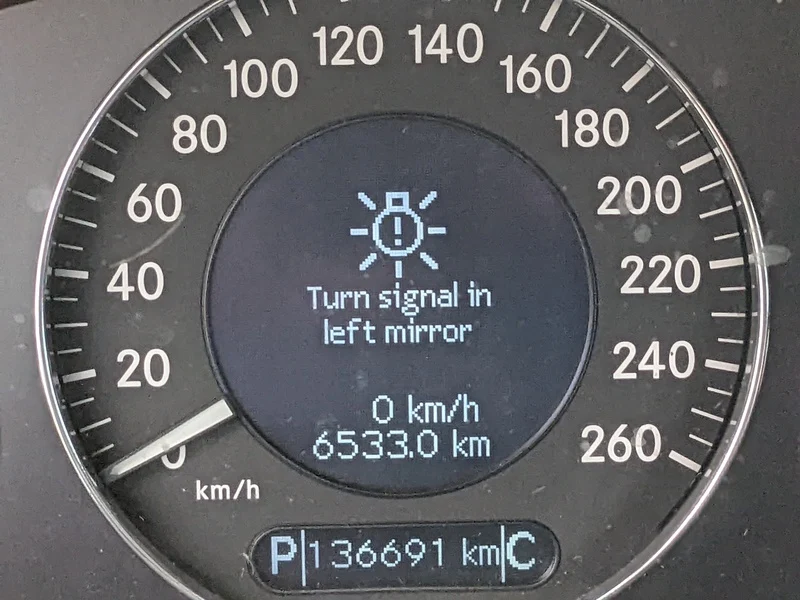 120 140
100 160
80 180
60 200
40 220
20 240
0 260
km/h
!
Turn signal in
left mirror
0 km/h
6533.0 km
P 136691 km C